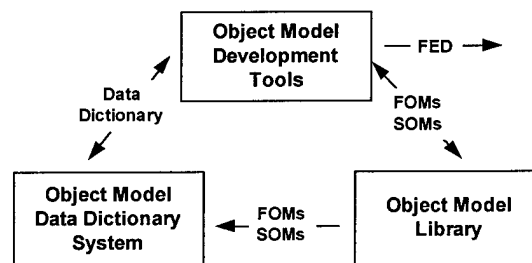 Object Model
Development
Tools
FED
Data
Dictionary
FOMs
SOMs
Object Model
Data Dictionary
System
FOMs
SOMs
Object Model
Library